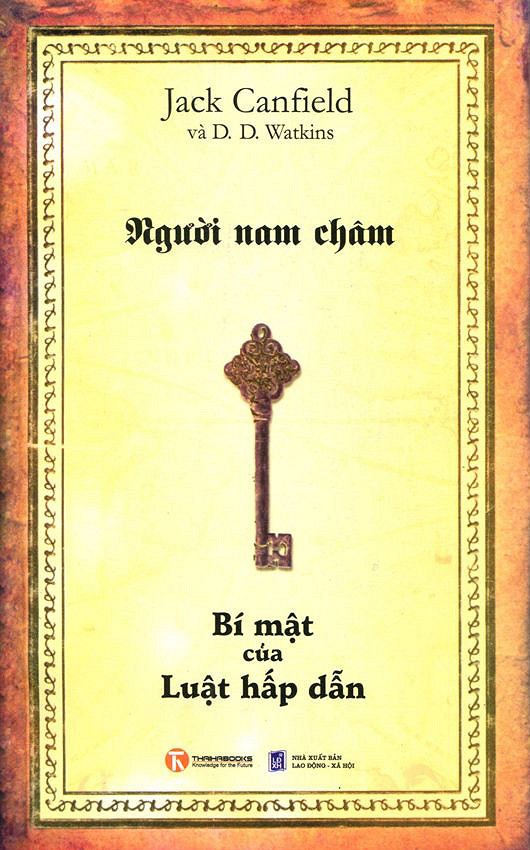 Jack Canfield
và D. D. Watkins
Người nam châm
Bí mật
của
Luật hấp dẫn
THAIHABOOKS
Knowledge for the Future
NHÀ XUẤT BẢN
LAO ĐỘNG - XÃ HỘI